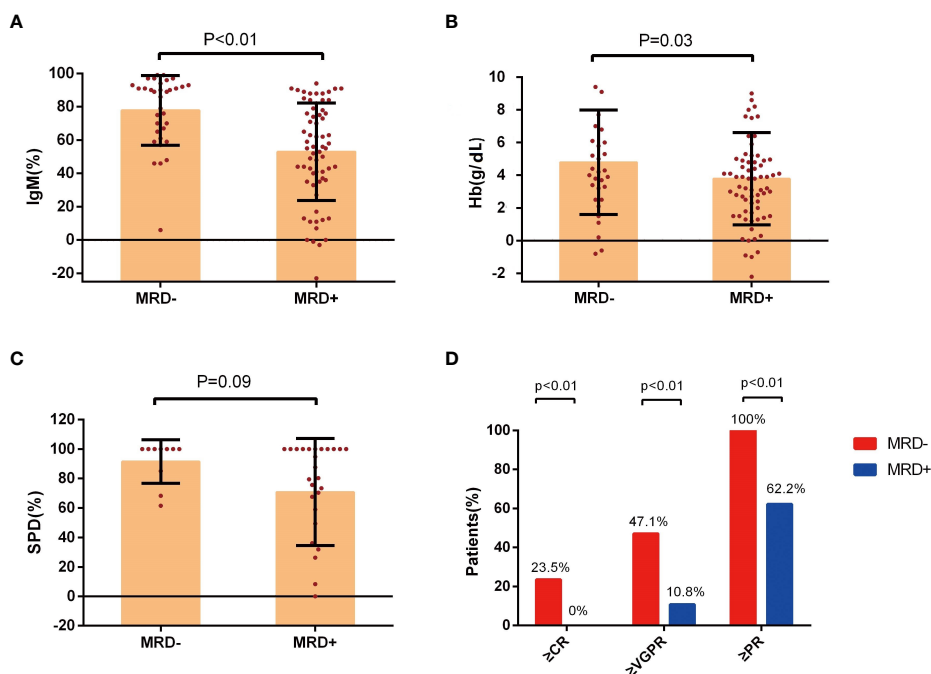 A
P<0.01
IgM(%)
100
80
60
40
20
0
-20
MRD-
MRD+
B
P=0.03
Hb(g/dL)
10
8
6
4
2
0
-2
MRD-
MRD+
C
P=0.09
SPD(%)
120
100
80
60
40
20
0
-20
MRD-
MRD+
D
p<0.01
p<0.01
p<0.01
Patients(%)
100
80
60
40
20
0
23.5%
0%
47.1%
10.8%
100%
62.2%
≥CR
≥VGPR
≥PR
MRD-
MRD+